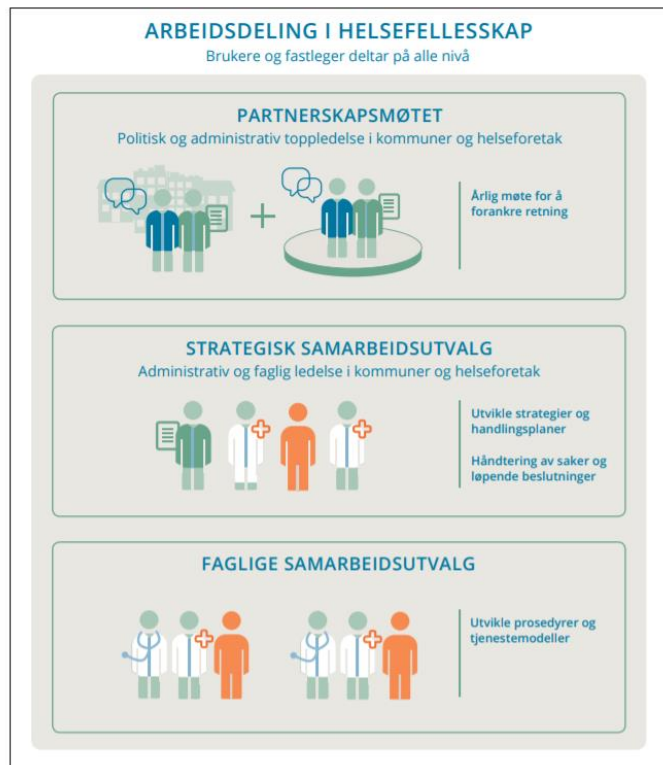 ARBEIDSDELING I HELSEFELLESSKAP
Brukere og fastleger deltar på alle nivå
PARTNERSKAPSMØTET
Politisk og administrativ toppledelse i kommuner og helseforetak
Årlig møte for å
forankre retning
STRATEGISK SAMARBEIDSUTVALG
Administrativ og faglig ledelse i kommuner og helseforetak
Utvikle strategier og
handlingsplaner
Håndtering av saker og
løpende beslutninger
FAGLIGE SAMARBEIDSUTVALG
Utvikle prosedyrer og
tjenestemodeller